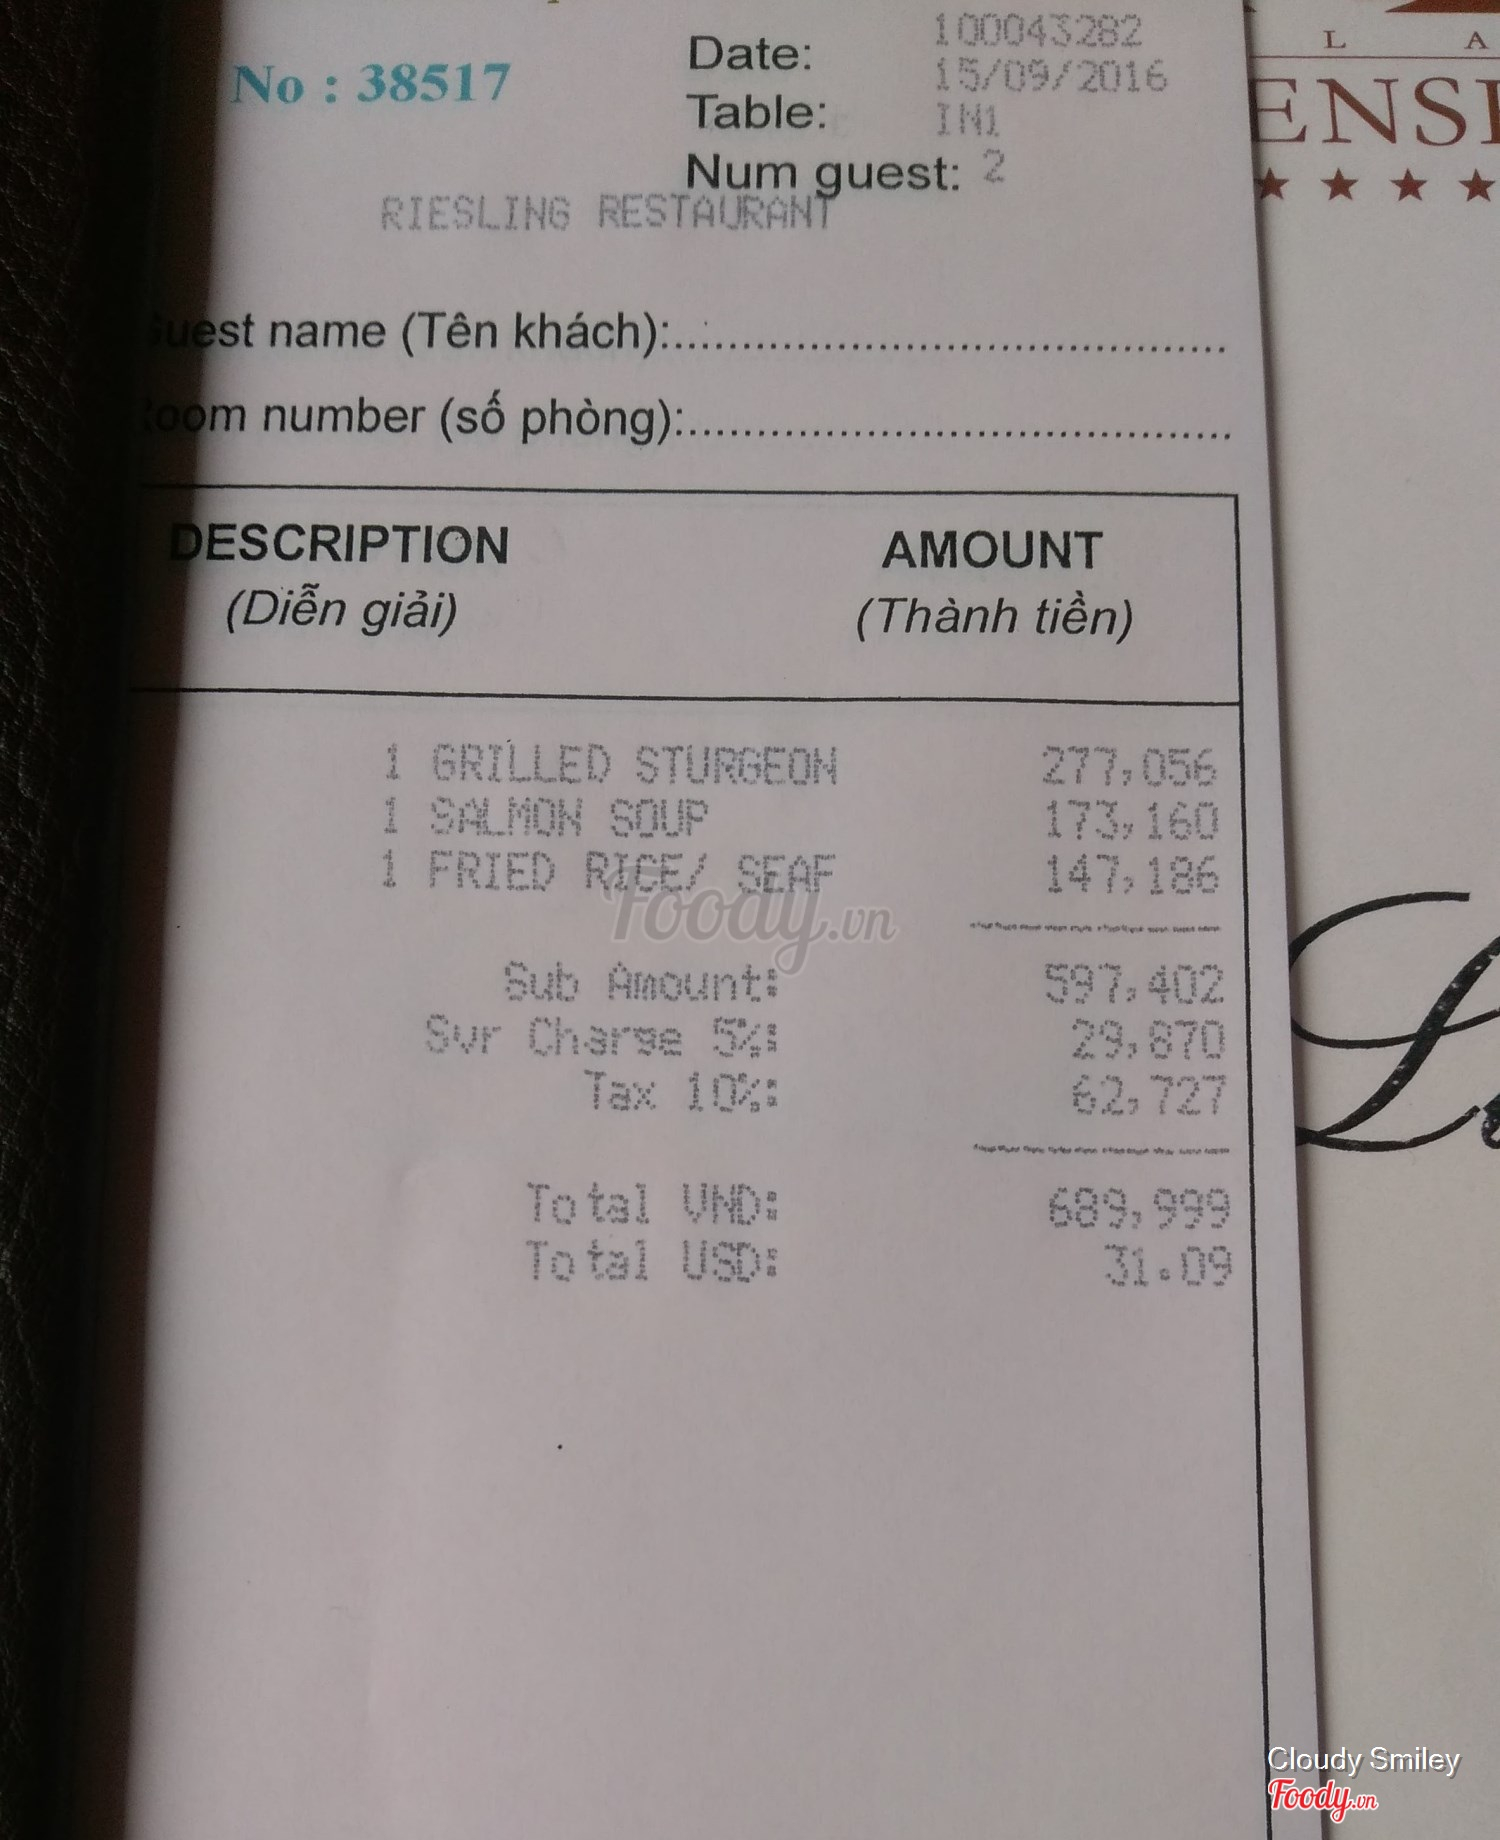 100043282
No : 38517
Date: 15/09/2016
Table: IN1
Num guest: 2
RIESLING RESTAURANT
uest name (Tên khách):
oom number (số phòng):
DESCRIPTION AMOUNT
(Diễn giải) (Thành tiền)
1 GRILLED STURGEON 277,056
1 SALMON SOUP 173,160
1 FRIED RICE/ SEAF 147,186
Foody.vn
Sub Amount: 597,402
Svr Charge 5%: 29,870
Tax 10%: 62,727
Total VND: 689,999
Total USD: 31.09
L A
ENS
Cloudy Smiley
Foody.vn